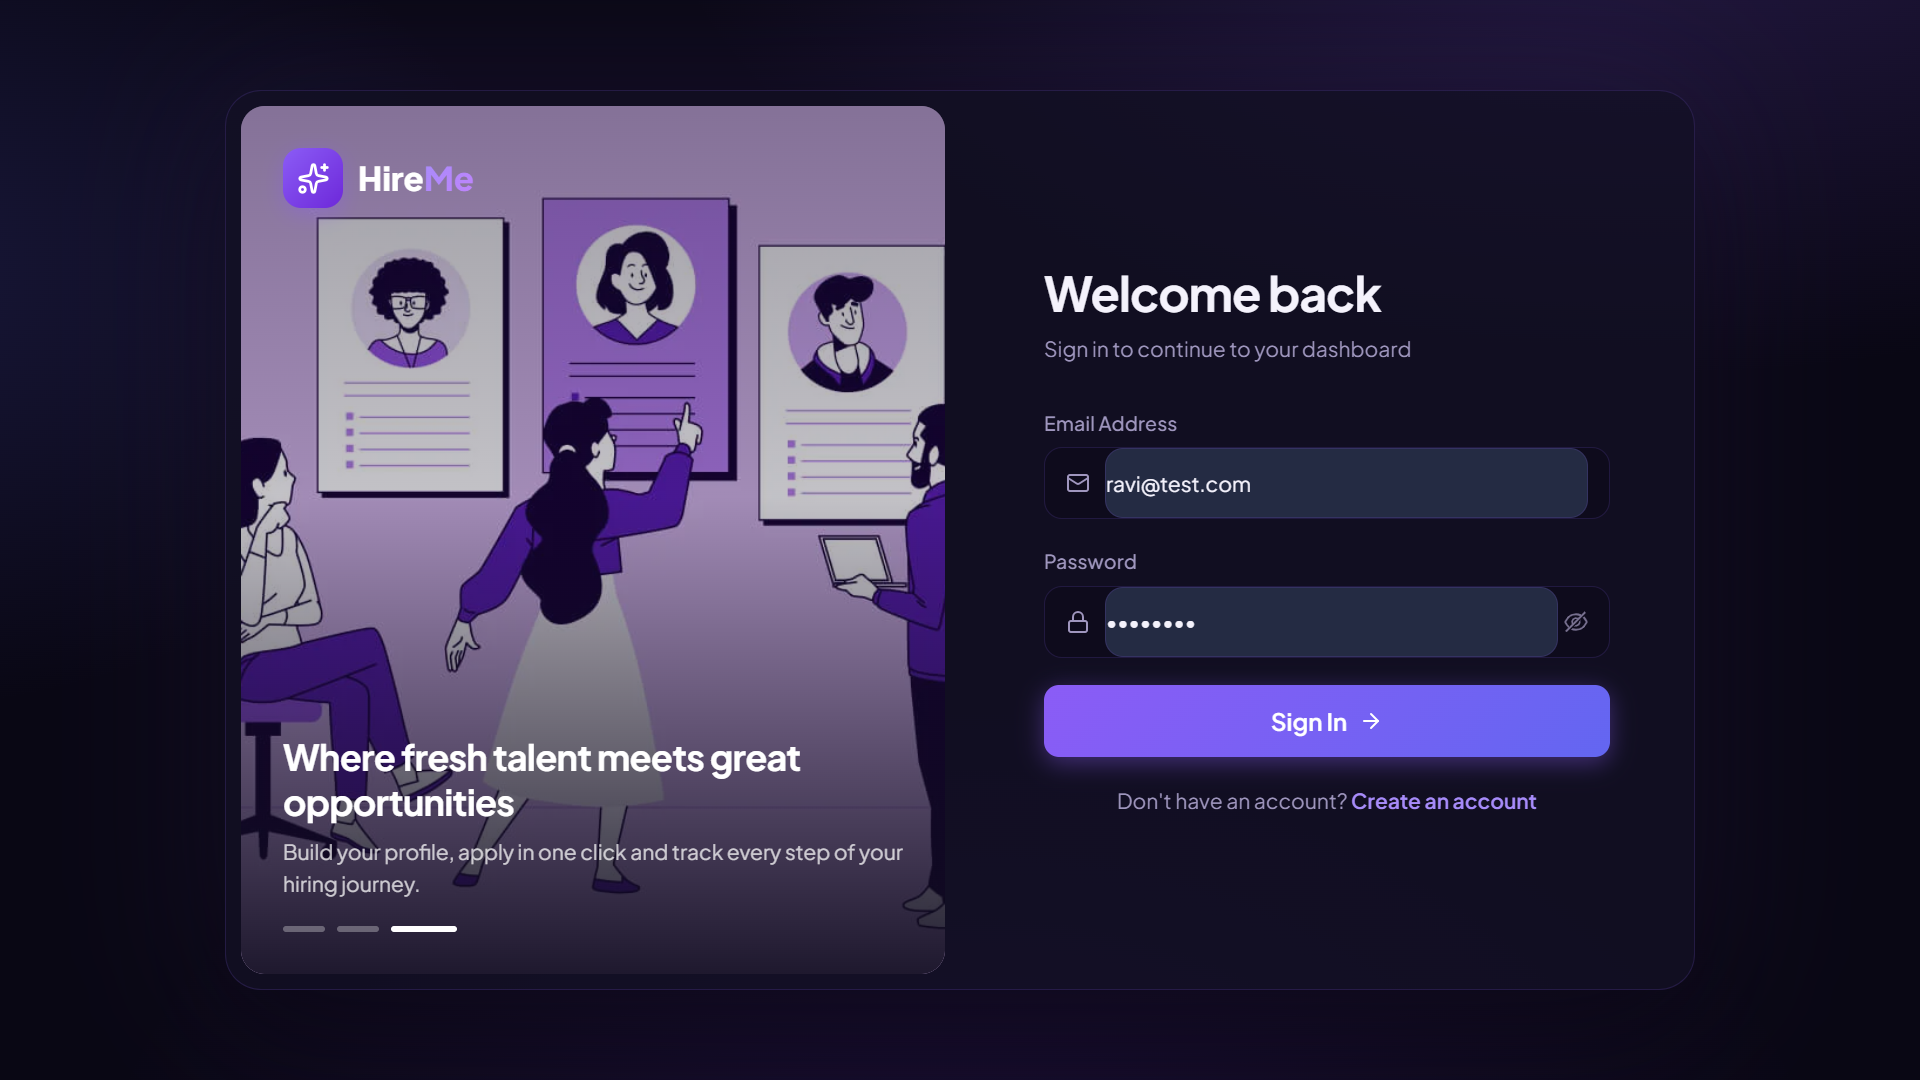 HireMe
Where fresh talent meets great
opportunities
Build your profile, apply in one click and track every step of your
hiring journey.
Welcome back
Sign in to continue to your dashboard
Email Address
ravi@test.com
Password
••••••••
Sign In →
Don't have an account? Create an account